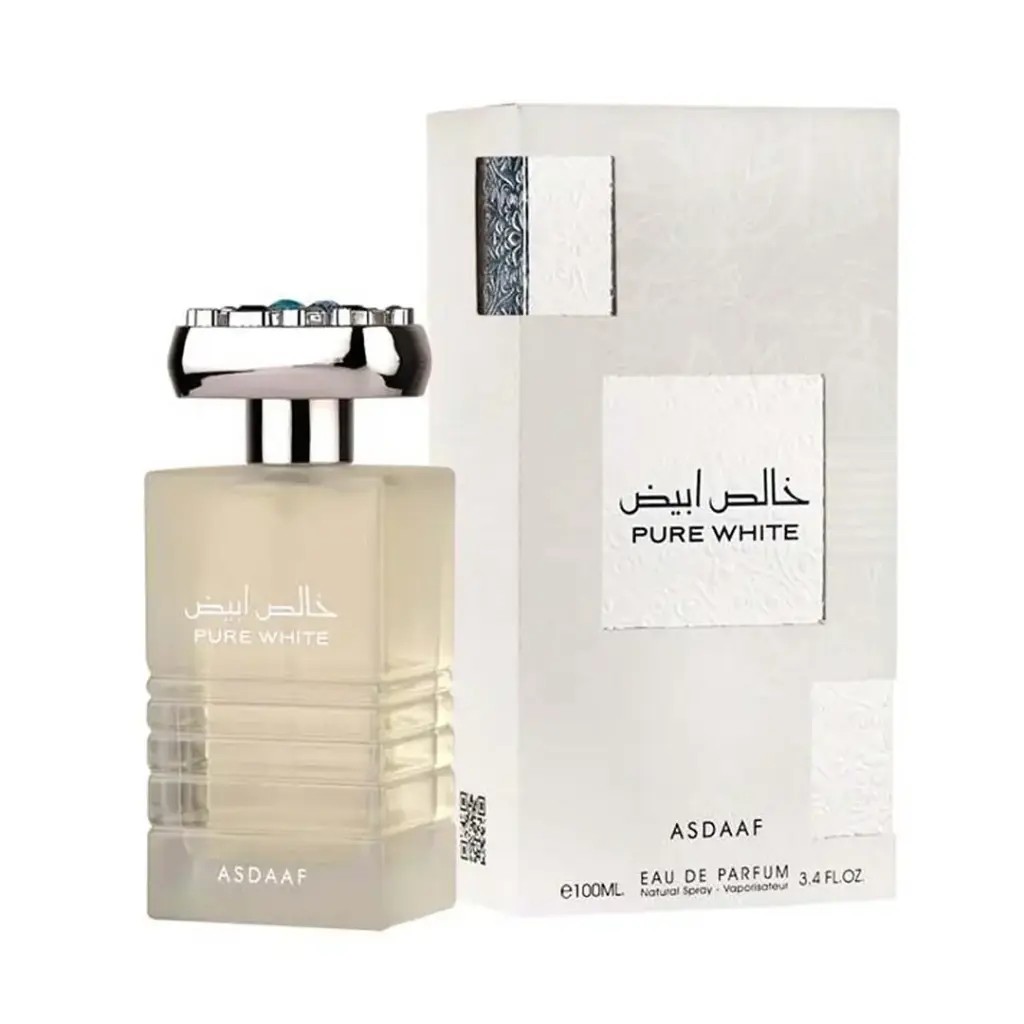 خالص ابيض
PURE WHITE
ASDAAF
خالص ابيض
PURE WHITE
ASDAAF
e100ML. EAU DE PARFUM 3.4 FL.OZ.
Natural Spray - Vaporisateur